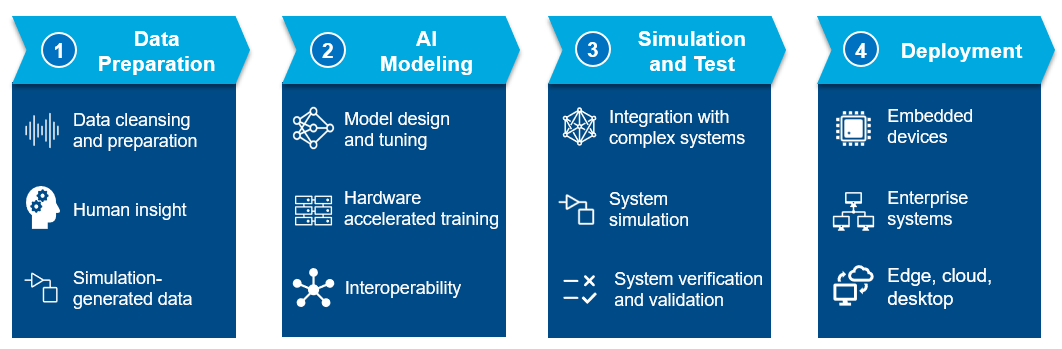 1
Data
Preparation
Data cleansing
and preparation
Human insight
Simulation-
generated data
2
AI
Modeling
Model design
and tuning
Hardware
accelerated training
Interoperability
3
Simulation
and Test
Integration with
complex systems
System
simulation
System verification
and validation
4
Deployment
Embedded
devices
Enterprise
systems
Edge, cloud,
desktop